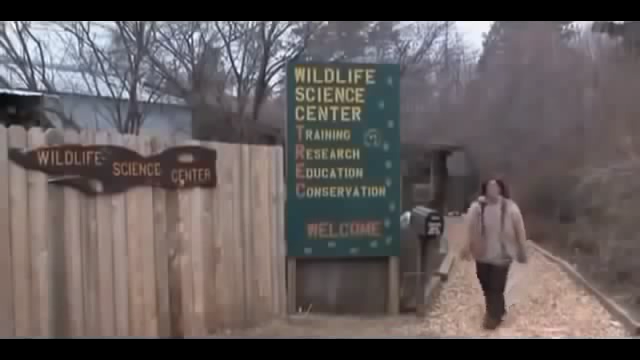 WILDLIFE SCIENCE CENTER
WILDLIFE
SCIENCE
CENTER
TRAINING
RESEARCH
EDUCATION
CONSERVATION
WELCOME